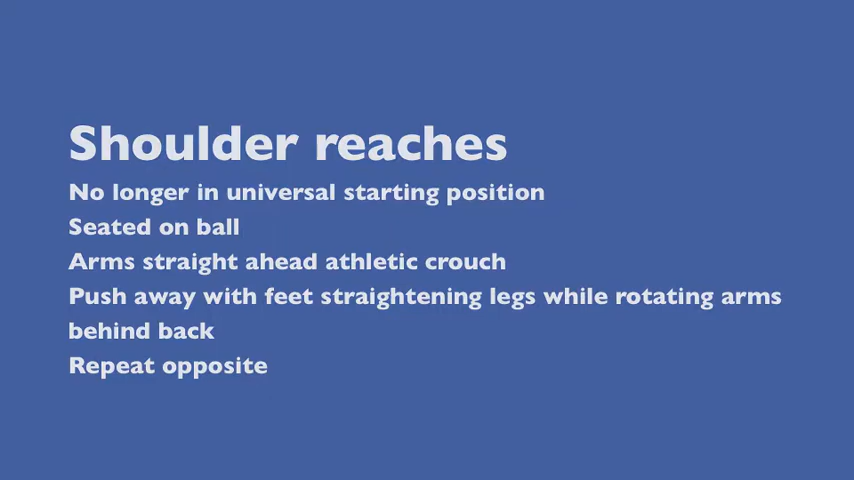 Shoulder reaches
No longer in universal starting position
Seated on ball
Arms straight ahead athletic crouch
Push away with feet straightening legs while rotating arms
behind back
Repeat opposite